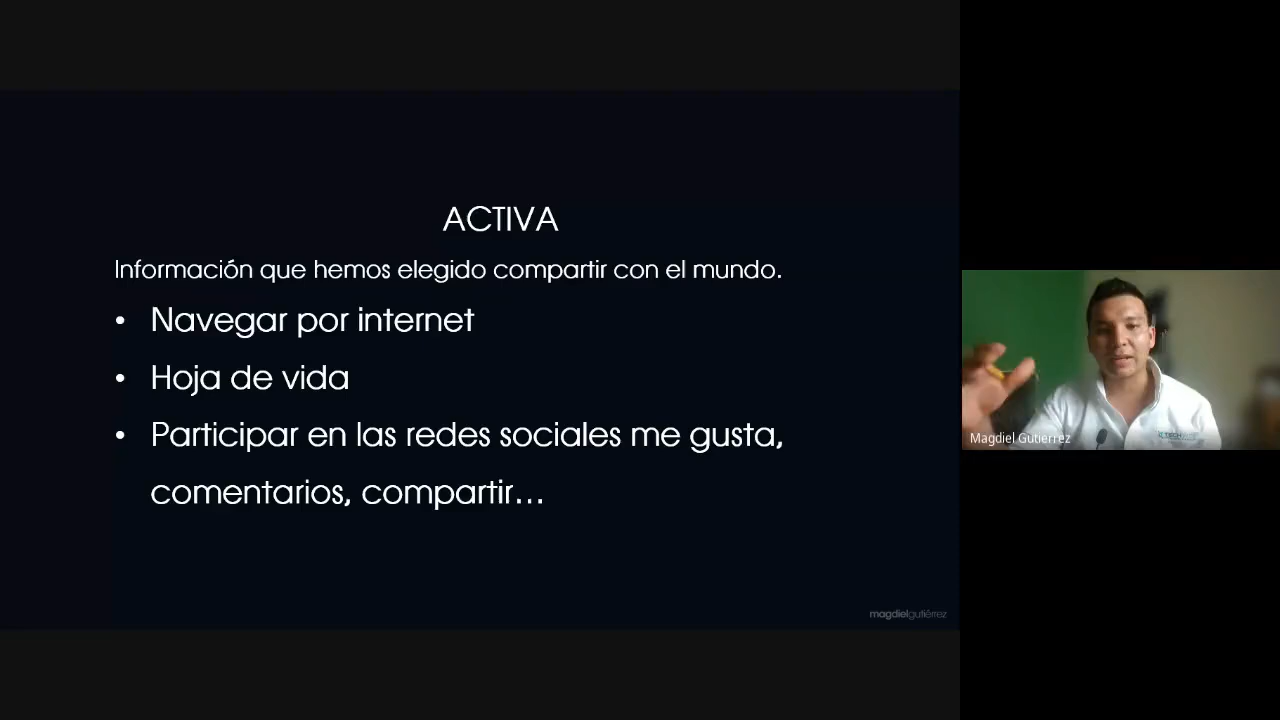 ACTIVA
Información que hemos elegido compartir con el mundo.
• Navegar por internet
• Hoja de vida
• Participar en las redes sociales me gusta,
comentarios, compartir...
magdielgutiérrez
Magdiel Gutierrez